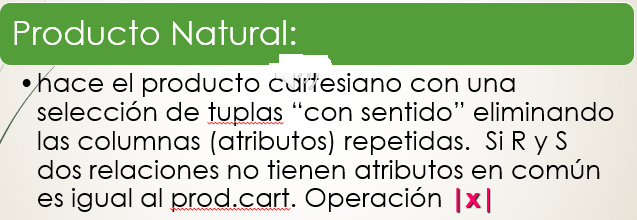 Producto Natural:
• hace el producto cartesiano con una
selección de tuplas “con sentido” eliminando
las columnas (atributos) repetidas. Si R y S
dos relaciones no tienen atributos en común
es igual al prod.cart. Operación |x|